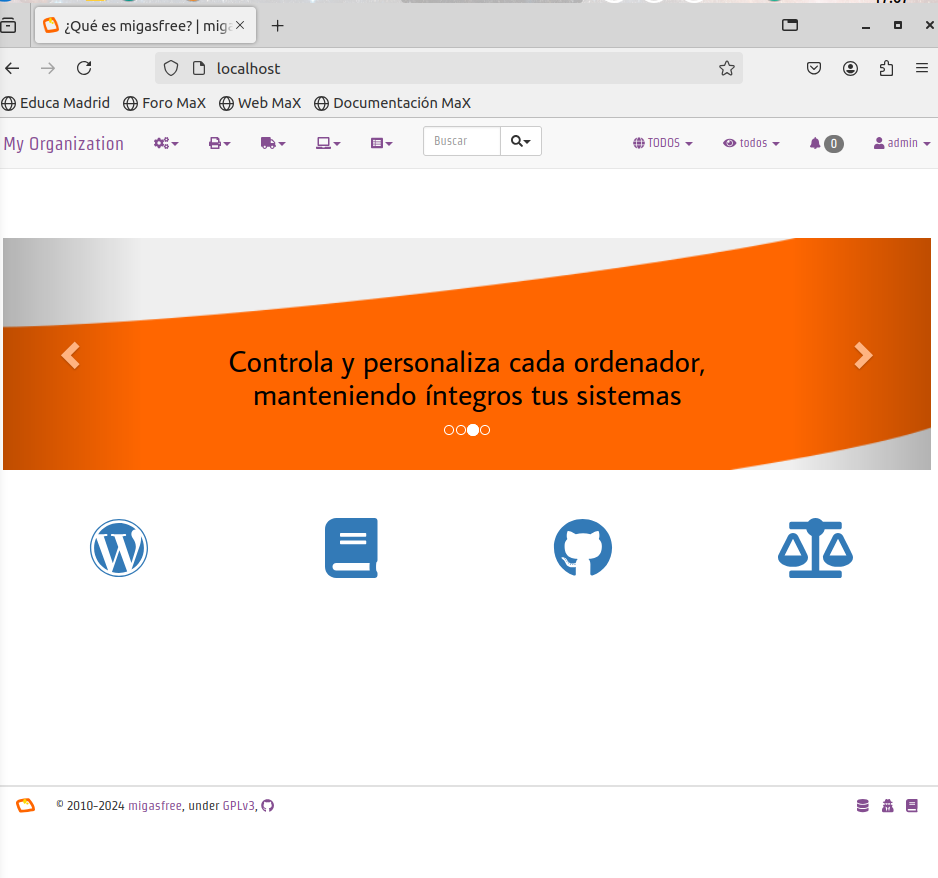 ¿Qué es migasfree? | mig
localhost
Educa Madrid Foro MaX Web MaX Documentación MaX
My Organization Buscar TODOS todos 0 admin
Controla y personaliza cada ordenador,
manteniendo íntegros tus sistemas
© 2010-2024 migasfree, under GPLv3,